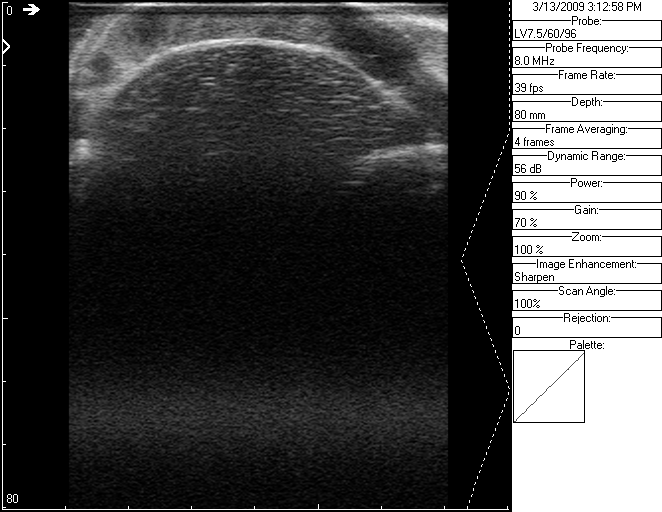 0
80
3/13/2009 3:12:58 PM
Probe:
LV7.5/60/96
Probe Frequency:
8.0 MHz
Frame Rate:
39 fps
Depth:
80 mm
Frame Averaging:
4 frames
Dynamic Range:
56 dB
Power:
90 %
Gain:
70 %
Zoom:
100 %
Image Enhancement:
Sharpen
Scan Angle:
100%
Rejection:
0
Palette: